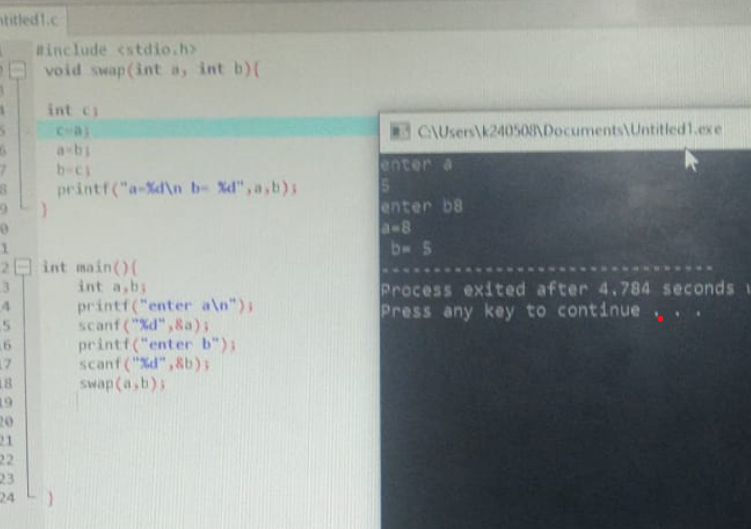 ntitled1.c
#include <stdio.h>
void swap(int a, int b){
int c;
c=a;
a=b;
b=c;
printf("a=%d\n b= %d",a,b);
}
int main(){
int a,b;
printf("enter a\n");
scanf("%d",&a);
printf("enter b");
scanf("%d",&b);
swap(a,b);
}
C:\Users\k240508\Documents\Untitled1.exe
enter a
5
enter b8
a=8
b= 5
--------------------------------
Process exited after 4.784 seconds
Press any key to continue . . .